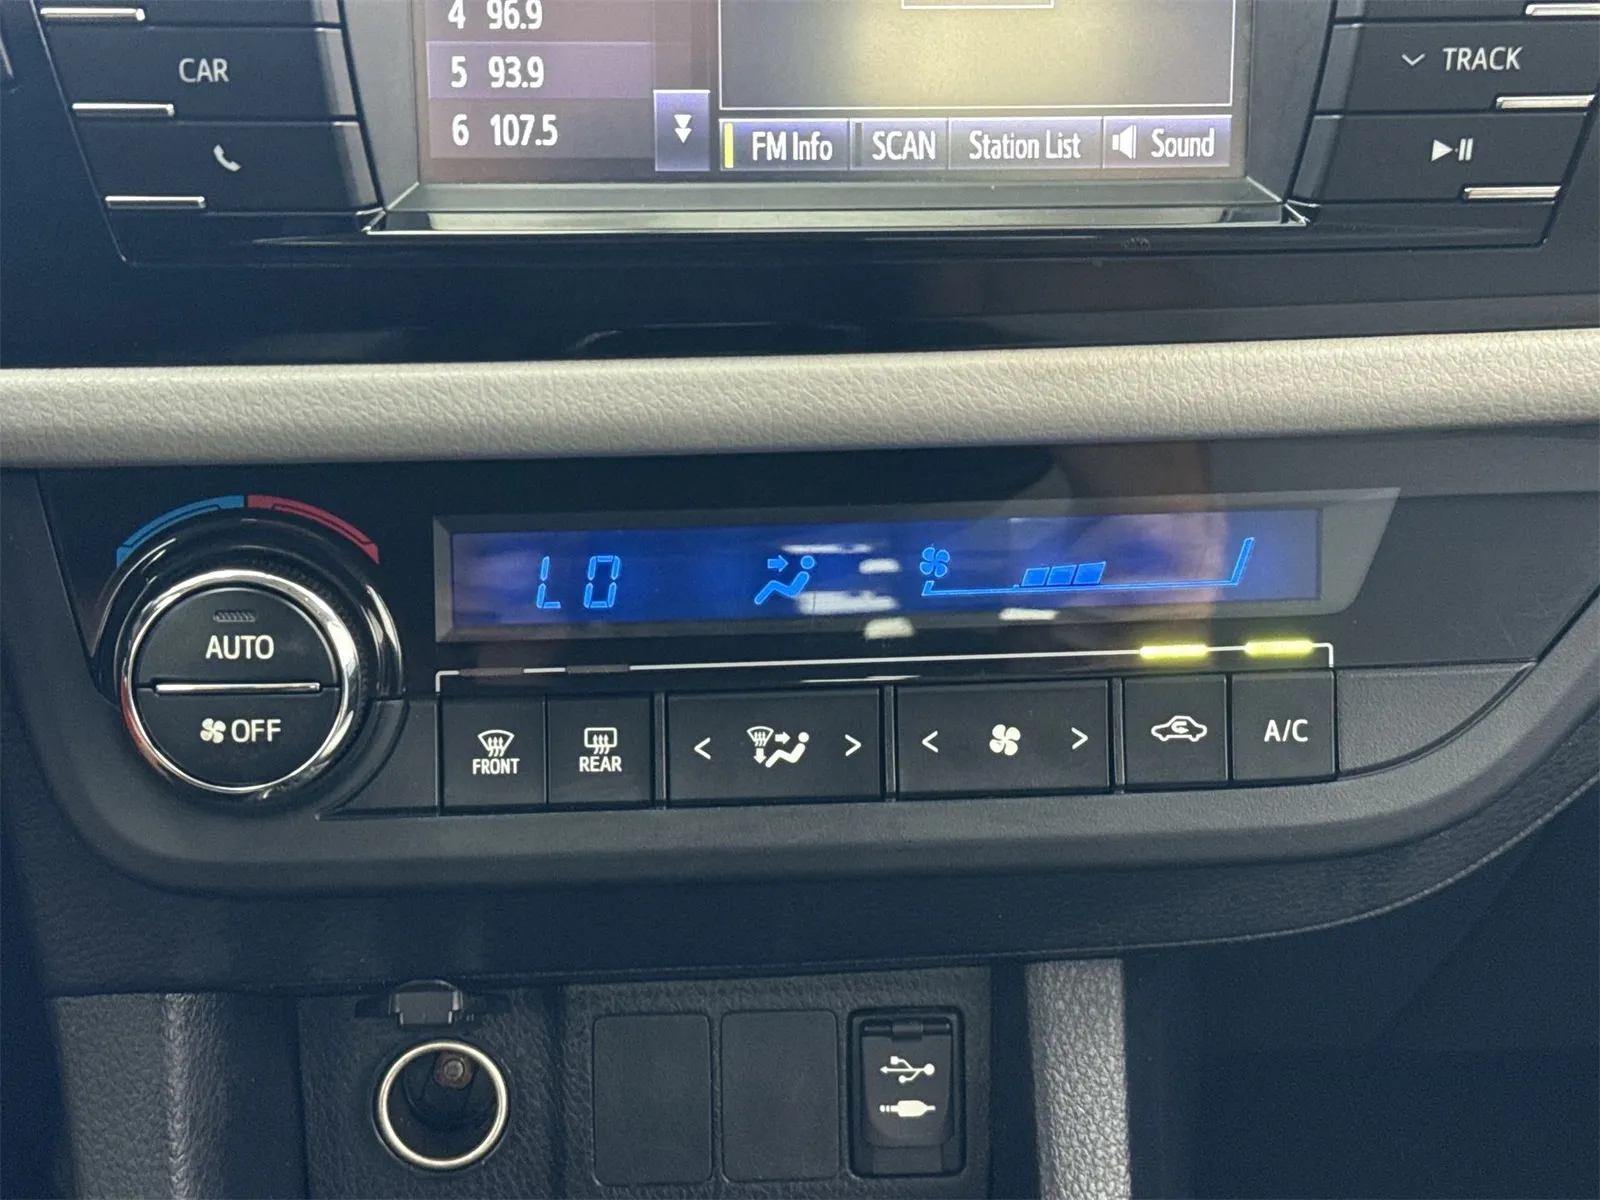 4 96.9
CAR
5 93.9
TRACK
6 107.5
FM Info
SCAN
Station List
Sound
LO
AUTO
OFF
FRONT
REAR
A/C